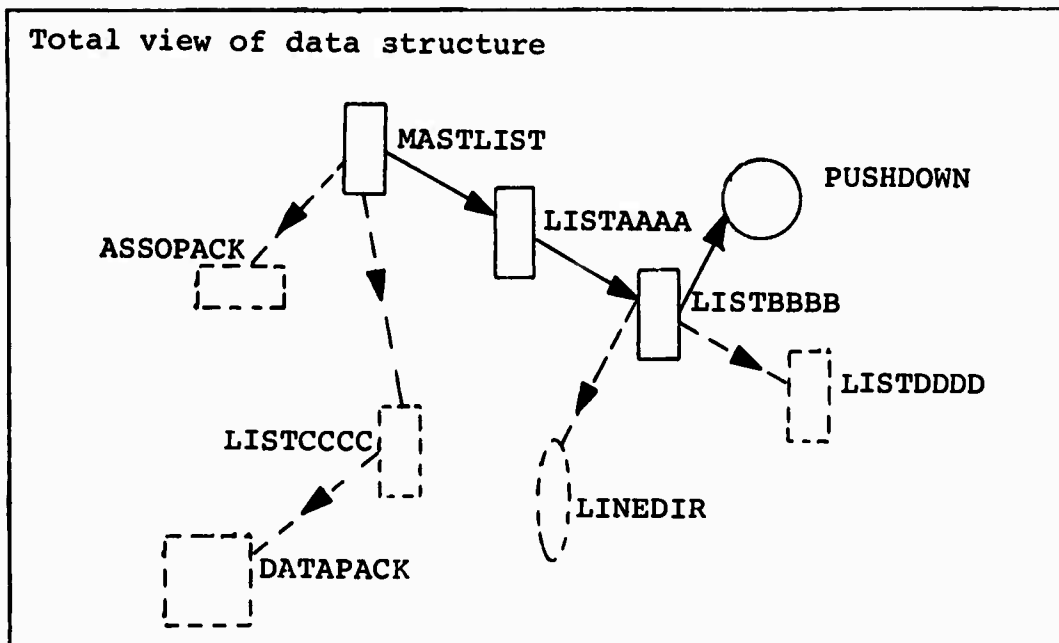 Total view of data structure
MASTLIST
PUSHDOWN
LISTAAAA
ASSOPACK
LISTBBBB
LISTDDDD
LISTCCCC
LINEDIR
DATAPACK